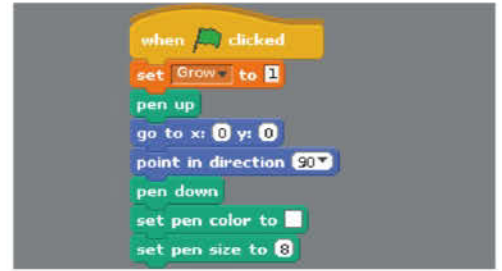 when clicked
set Grow to 1
pen up
go to x: 0 y: 0
point in direction 90
pen down
set pen color to
set pen size to 8